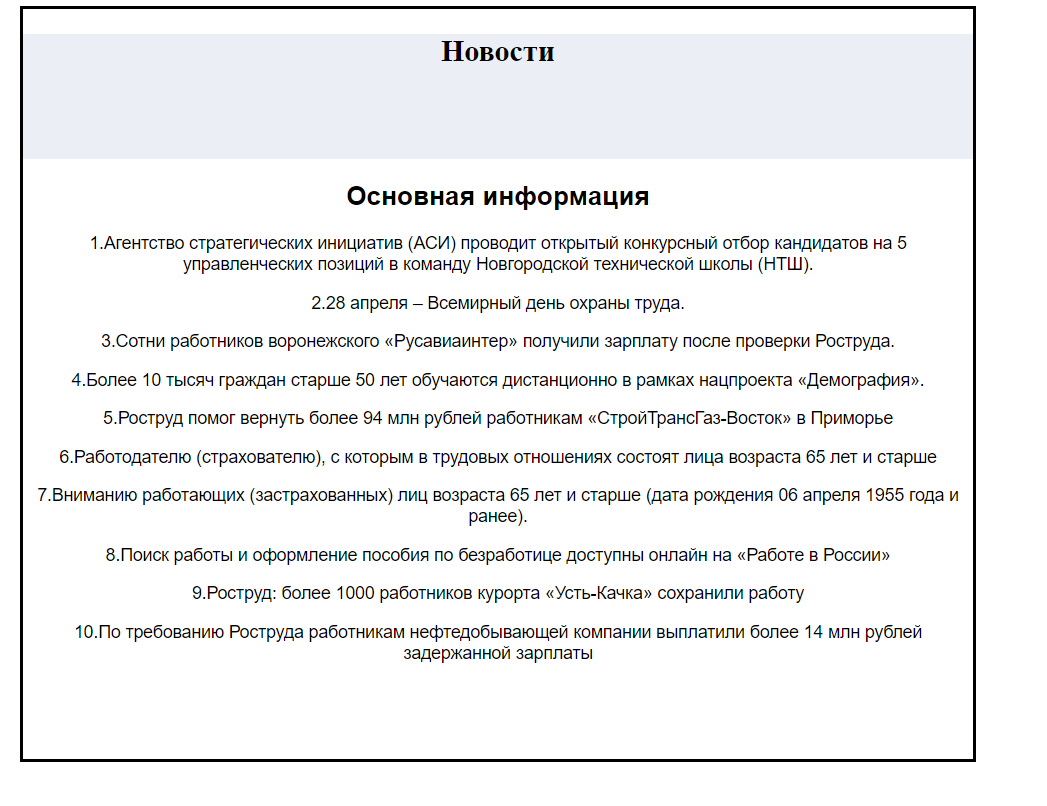 Новости
Основная информация
1.Агентство стратегических инициатив (АСИ) проводит открытый конкурсный отбор кандидатов на 5
управленческих позиций в команду Новгородской технической школы (НТШ).
2.28 апреля – Всемирный день охраны труда.
3.Сотни работников воронежского «Русавиаинтер» получили зарплату после проверки Роструда.
4.Более 10 тысяч граждан старше 50 лет обучаются дистанционно в рамках нацпроекта «Демография».
5.Роструд помог вернуть более 94 млн рублей работникам «СтройТрансГаз-Восток» в Приморье
6.Работодателю (страхователю), с которым в трудовых отношениях состоят лица возраста 65 лет и старше
7.Вниманию работающих (застрахованных) лиц возраста 65 лет и старше (дата рождения 06 апреля 1955 года и
ранее).
8.Поиск работы и оформление пособия по безработице доступны онлайн на «Работе в России»
9.Роструд: более 1000 работников курорта «Усть-Качка» сохранили работу
10.По требованию Роструда работникам нефтедобывающей компании выплатили более 14 млн рублей
задержанной зарплаты